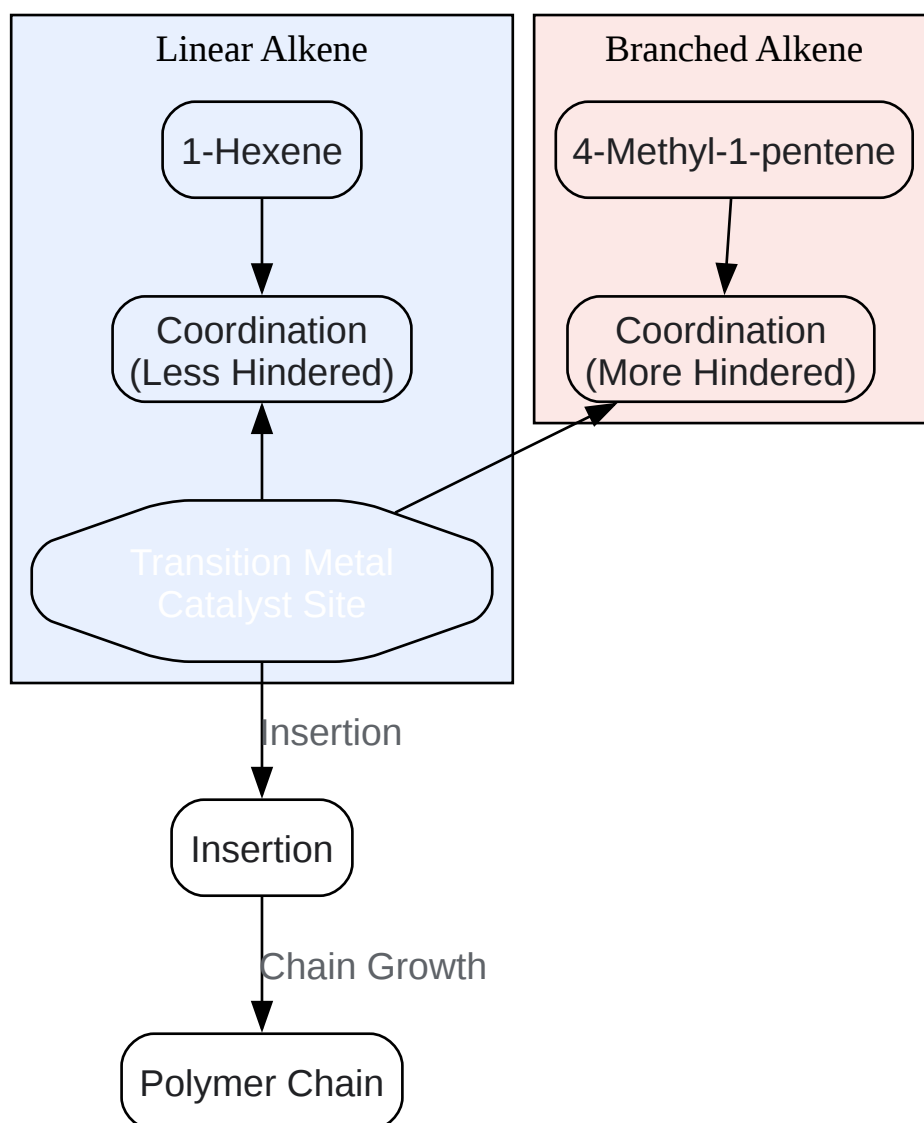 Linear Alkene
Branched Alkene
1-Hexene
4-Methyl-1-pentene
Coordination
(Less Hindered)
Coordination
(More Hindered)
Transition Metal
Catalyst Site
Insertion
Insertion
Chain Growth
Polymer Chain